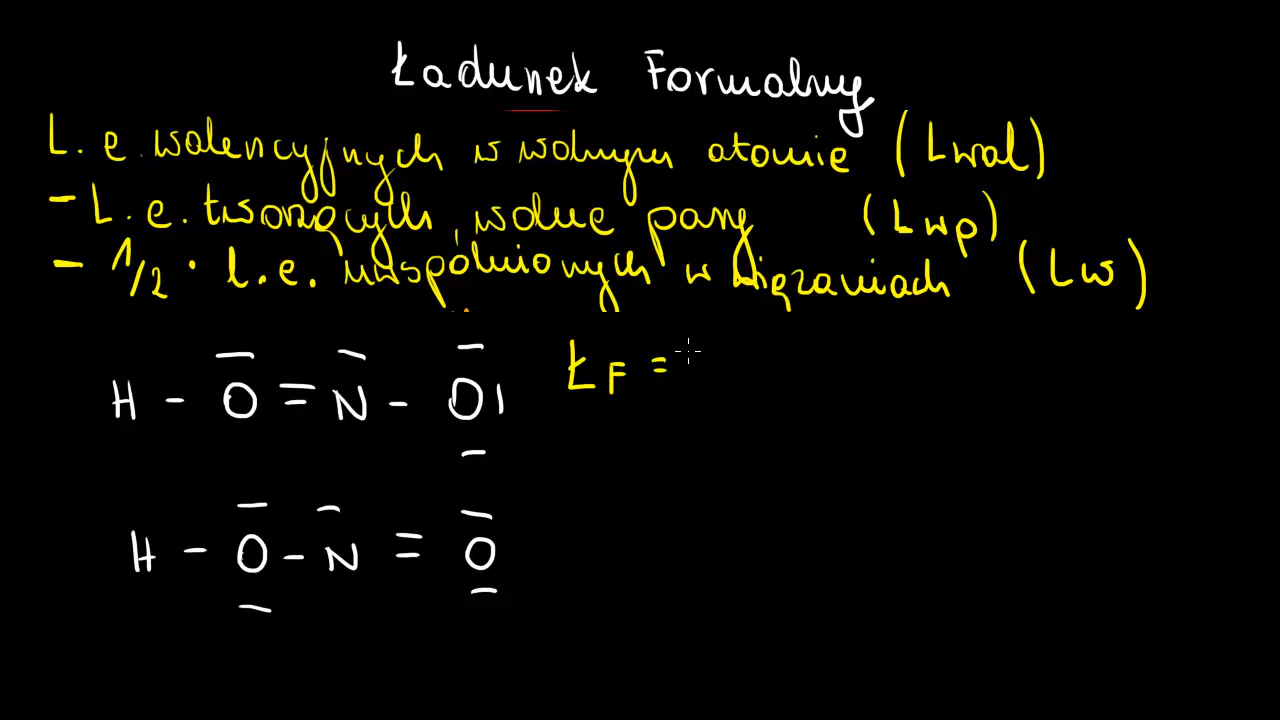 Ładunek Formalny
L. e. walencyjnych w wolnym atomie (Lwal)
- L. e. tworzących wolne pary (Lwp)
- 1/2 · l. e. uwspólnionych w wiązaniach (Lw)
H - O = N - O|
ŁF =
H - O - N = O